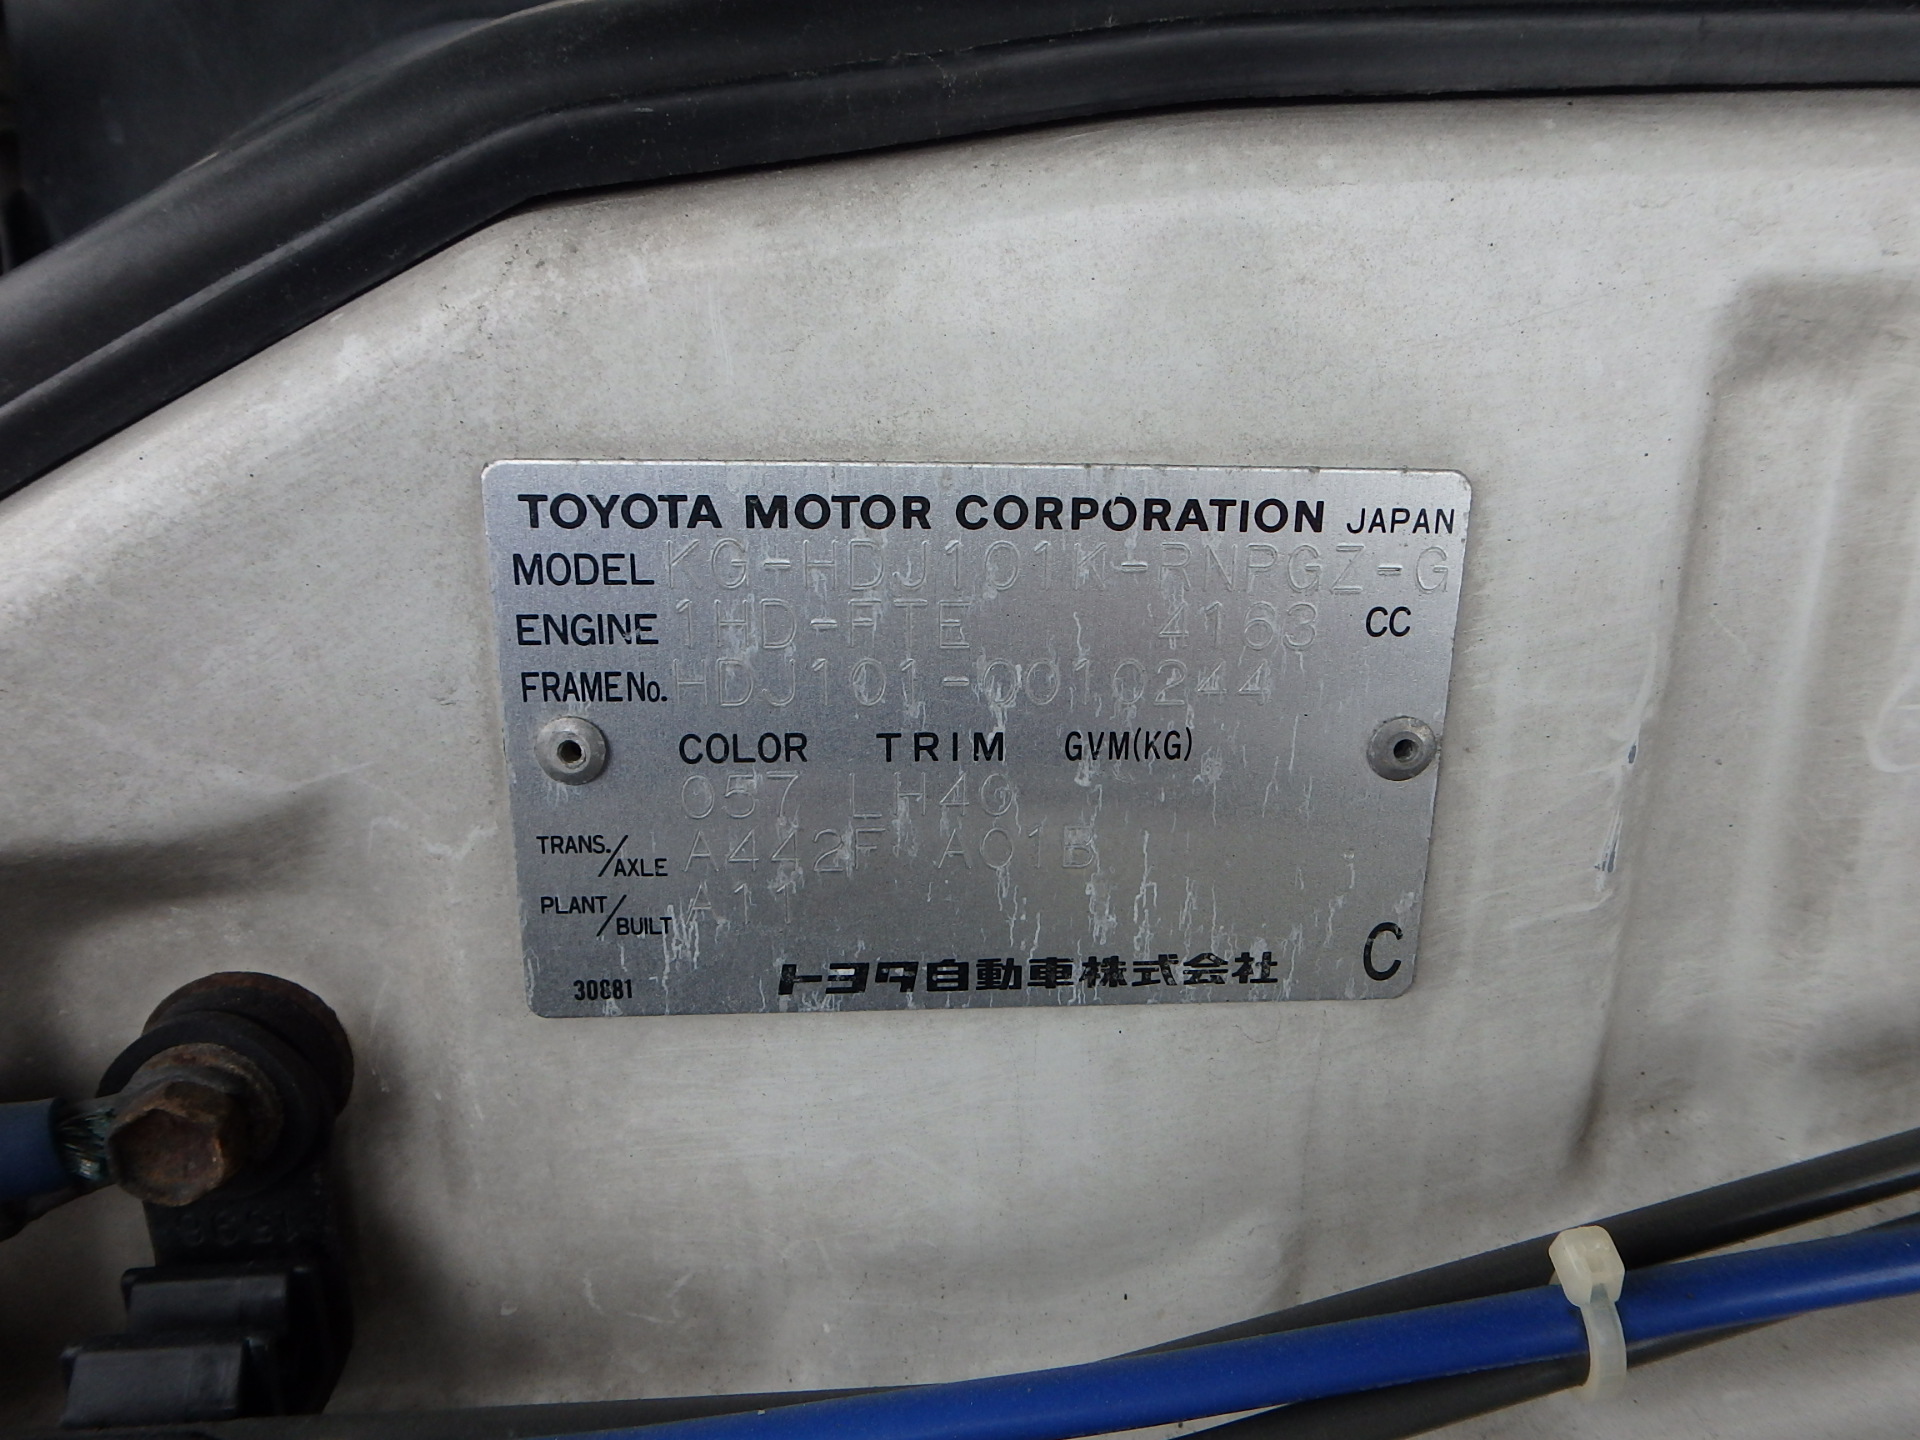 TOYOTA MOTOR CORPORATION JAPAN
MODEL KG-HDJ101K-RNPGZ-G
ENGINE 1HD-FTE 4163 CC
FRAME No. HDJ101-0010244
COLOR TRIM GVM(KG)
057 LH40
TRANS./AXLE A442F A01B
PLANT/BUILT A11
30881 トヨタ自動車株式会社 C